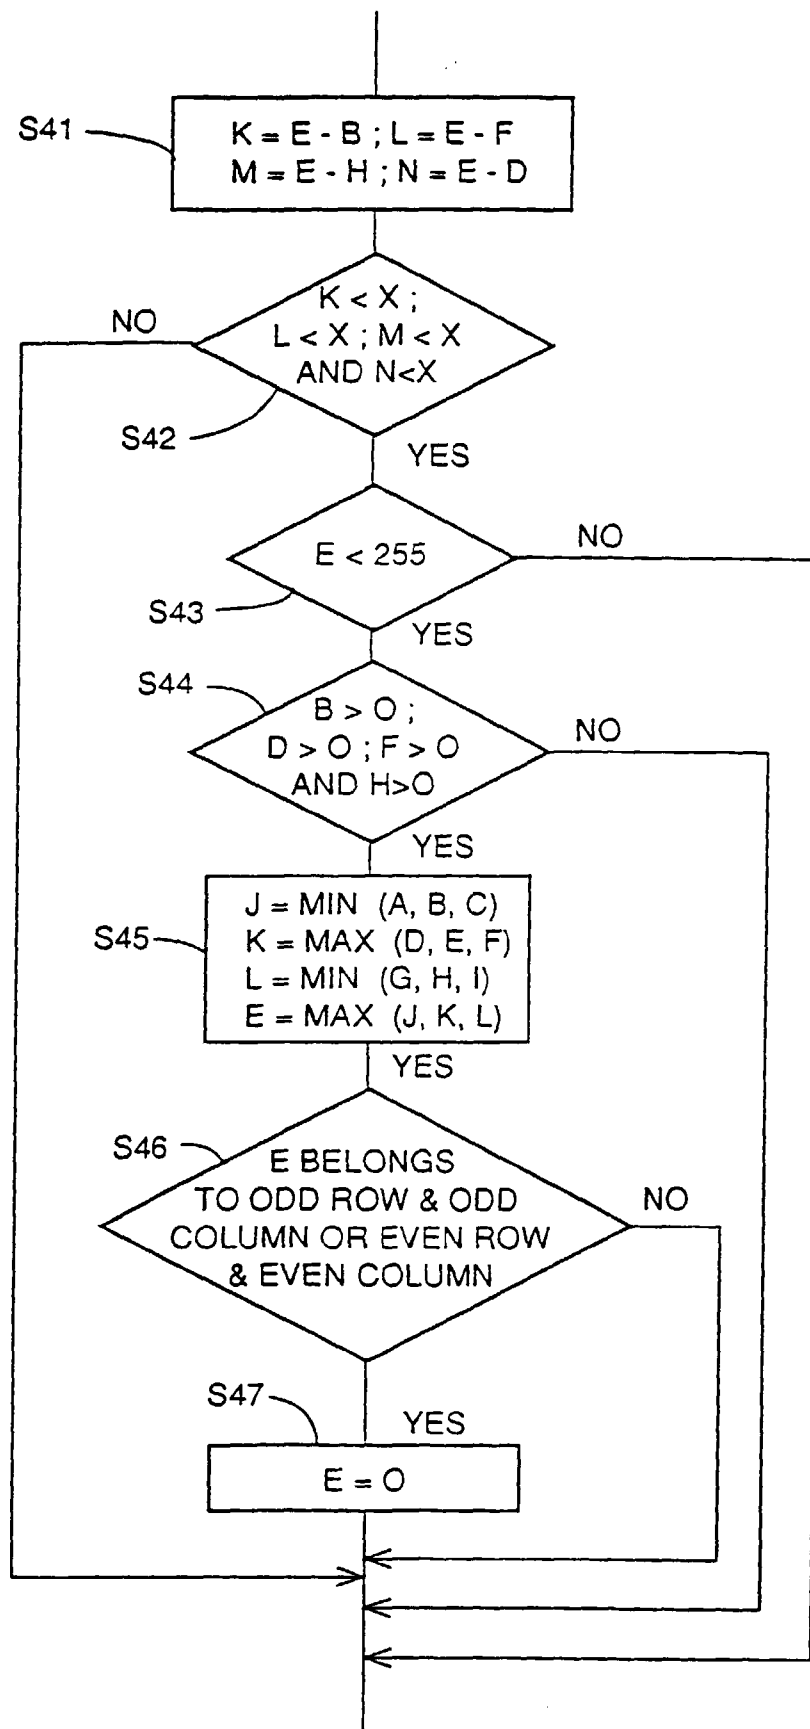 S41
K = E - B ; L = E - F
M = E - H ; N = E - D
K < X ;
L < X ; M < X
AND N<X
NO
S42
YES
E < 255
NO
S43
YES
S44
B > O ;
D > O ; F > O
AND H>O
NO
YES
S45
J = MIN (A, B, C)
K = MAX (D, E, F)
L = MIN (G, H, I)
E = MAX (J, K, L)
YES
S46
E BELONGS
TO ODD ROW & ODD
COLUMN OR EVEN ROW
& EVEN COLUMN
NO
S47
YES
E = O